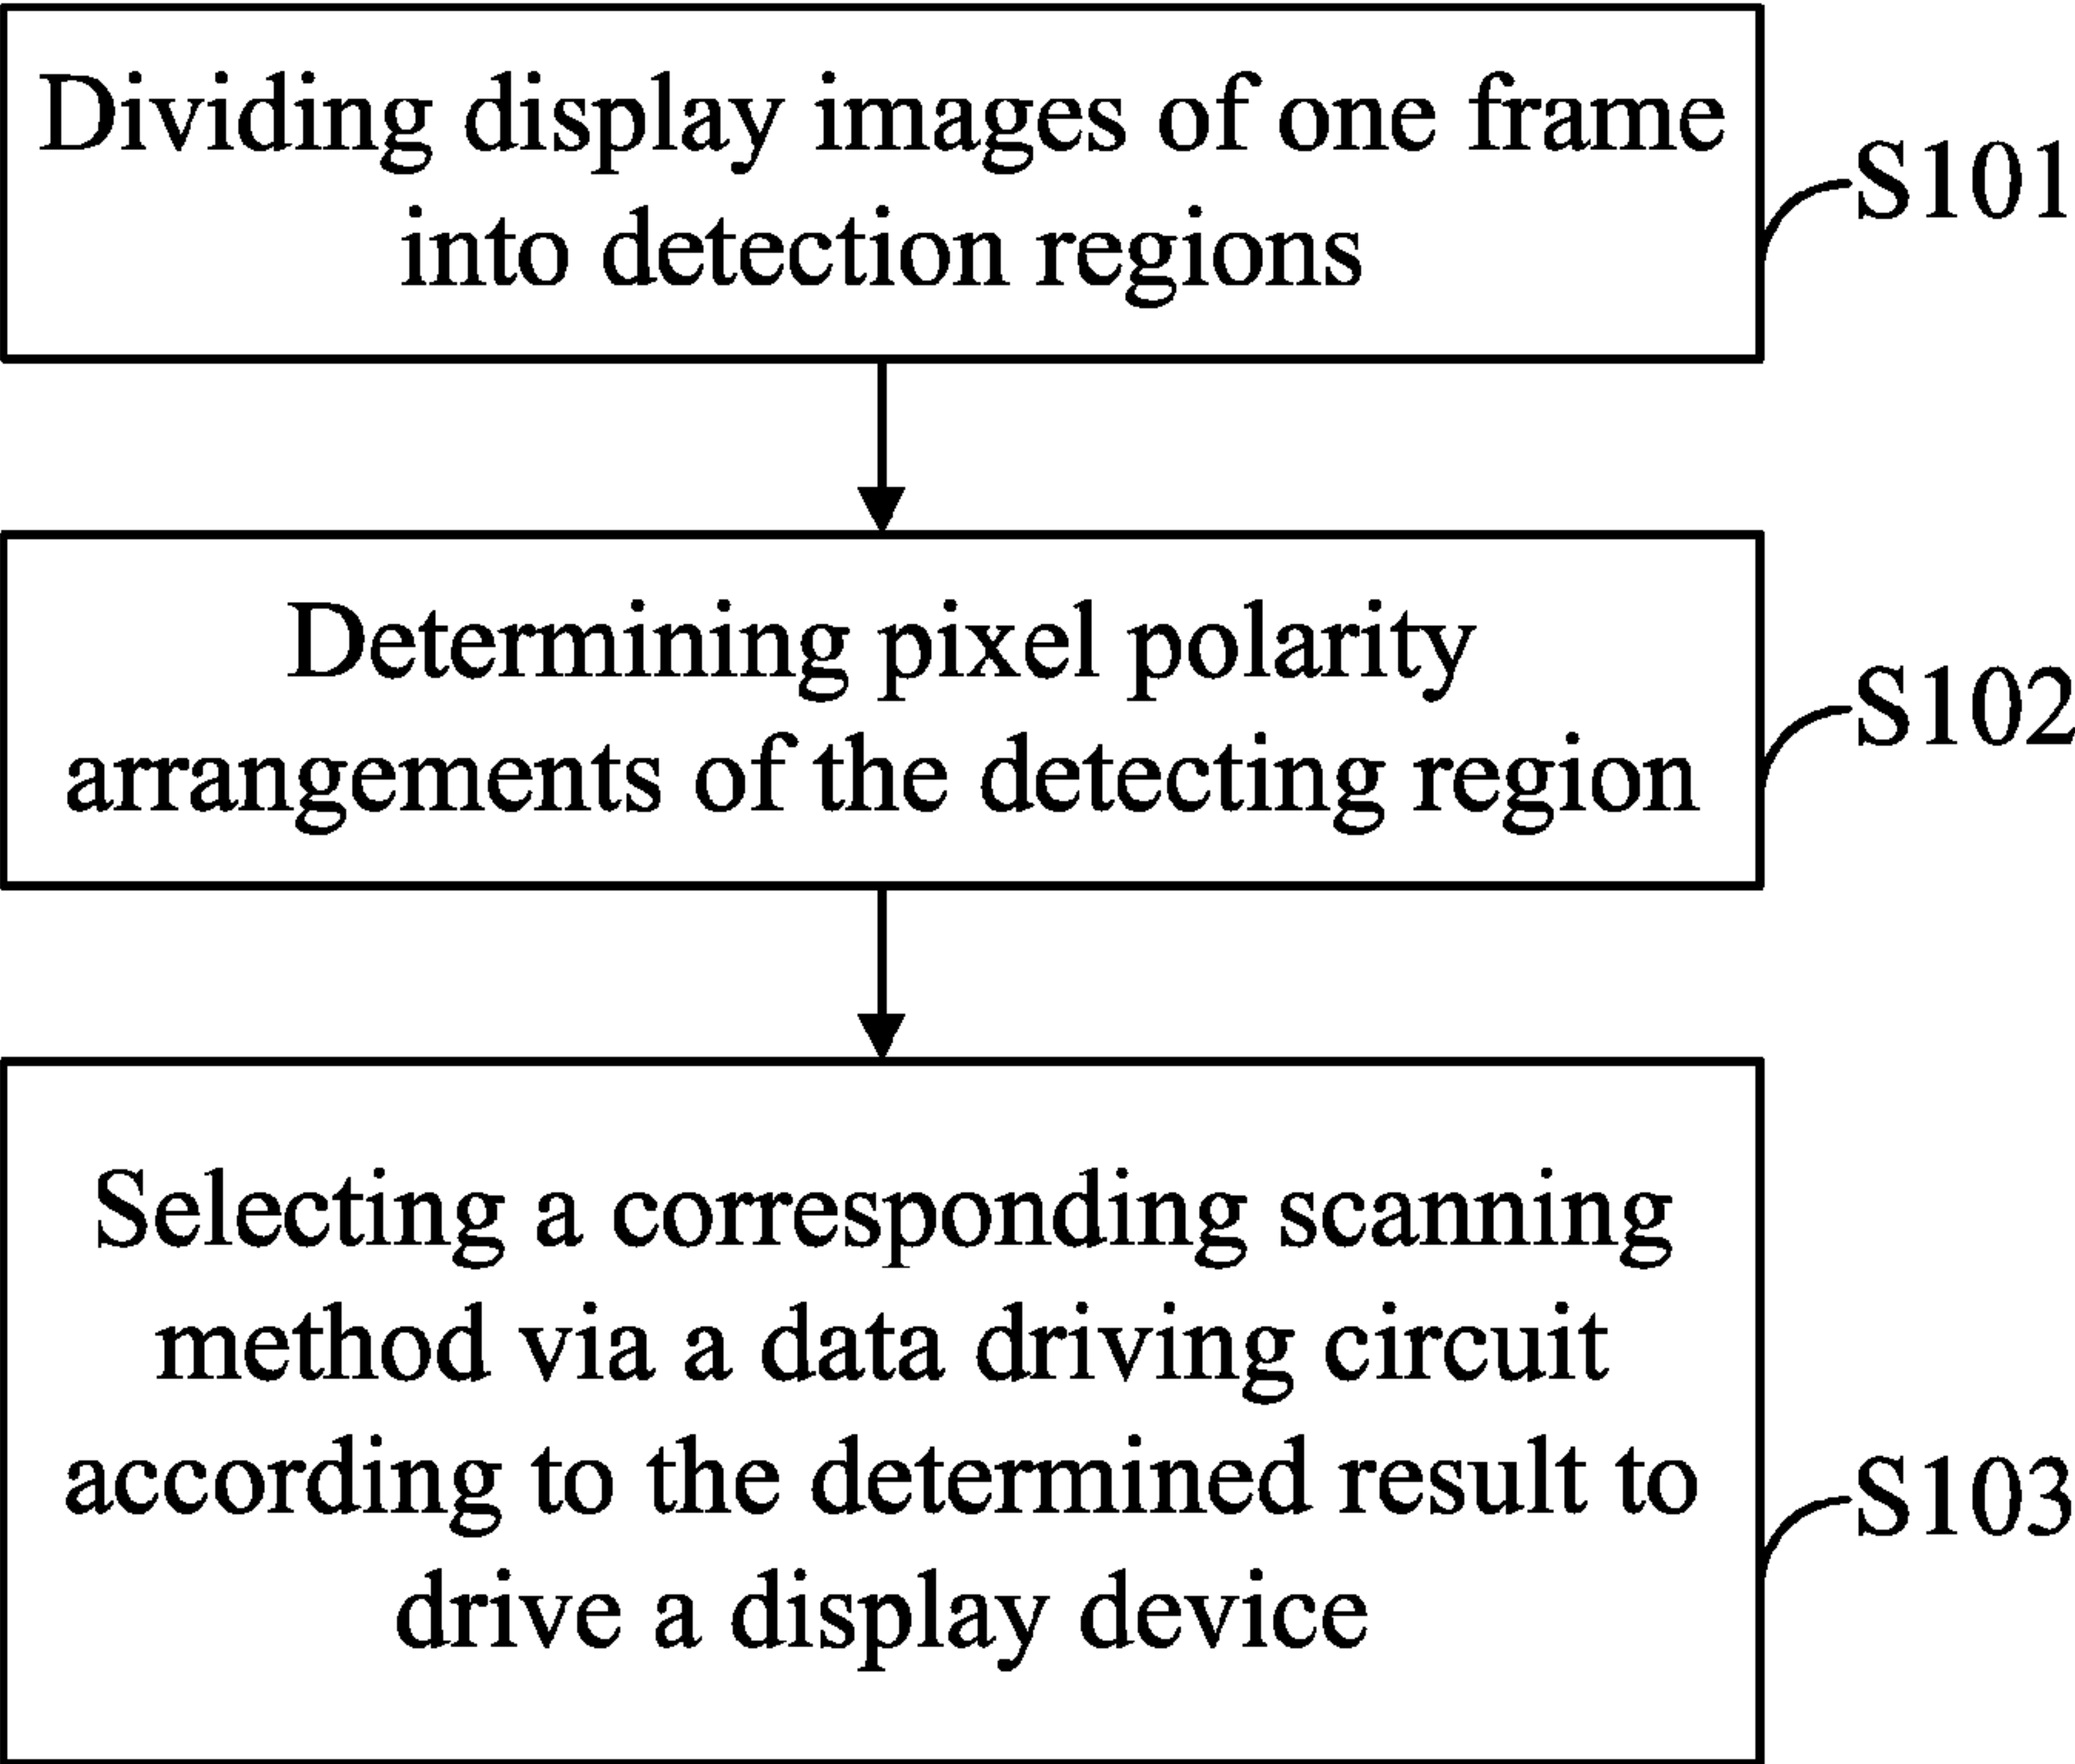 Dividing display images of one frame
into detection regions
S101
Determining pixel polarity
arrangements of the detecting region
S102
Selecting a corresponding scanning
method via a data driving circuit
according to the determined result to
drive a display device
S103